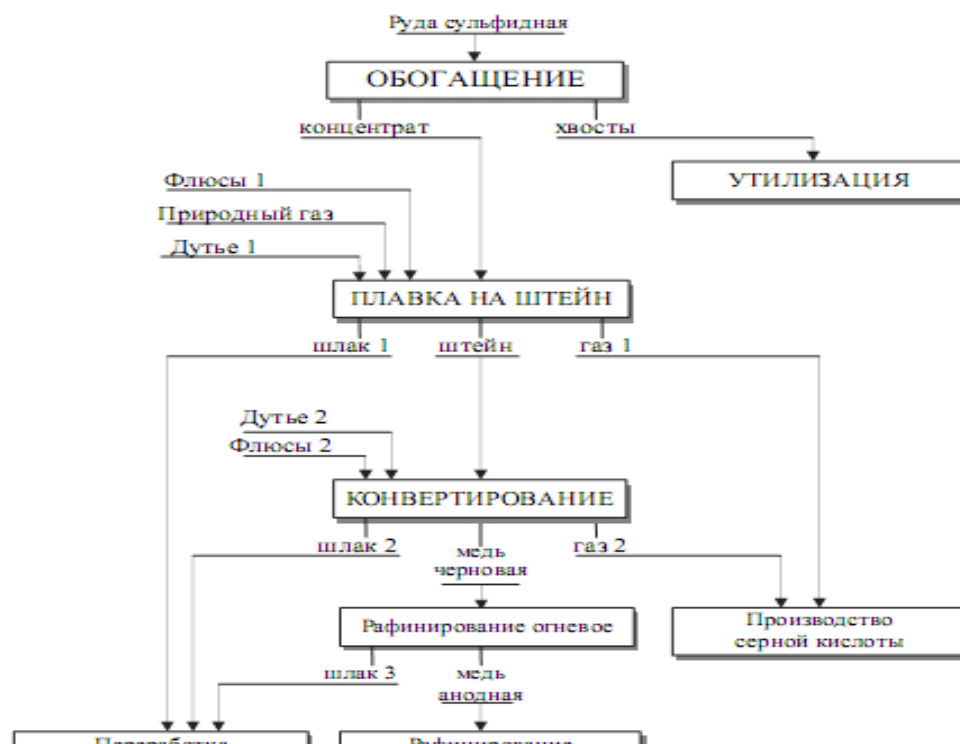 Руда сульфидная
ОБОГАЩЕНИЕ
концентрат
хвосты
Флюсы 1
УТИЛИЗАЦИЯ
Природный газ
Дутье 1
ПЛАВКА НА ШТЕЙН
шлак 1
штейн
газ 1
Дутье 2
Флюсы 2
КОНВЕРТИРОВАНИЕ
шлак 2
медь
черновая
газ 2
Рафинирование огневое
Производство
серной кислоты
шлак 3
медь
анодная
Переработка
Рафинирование